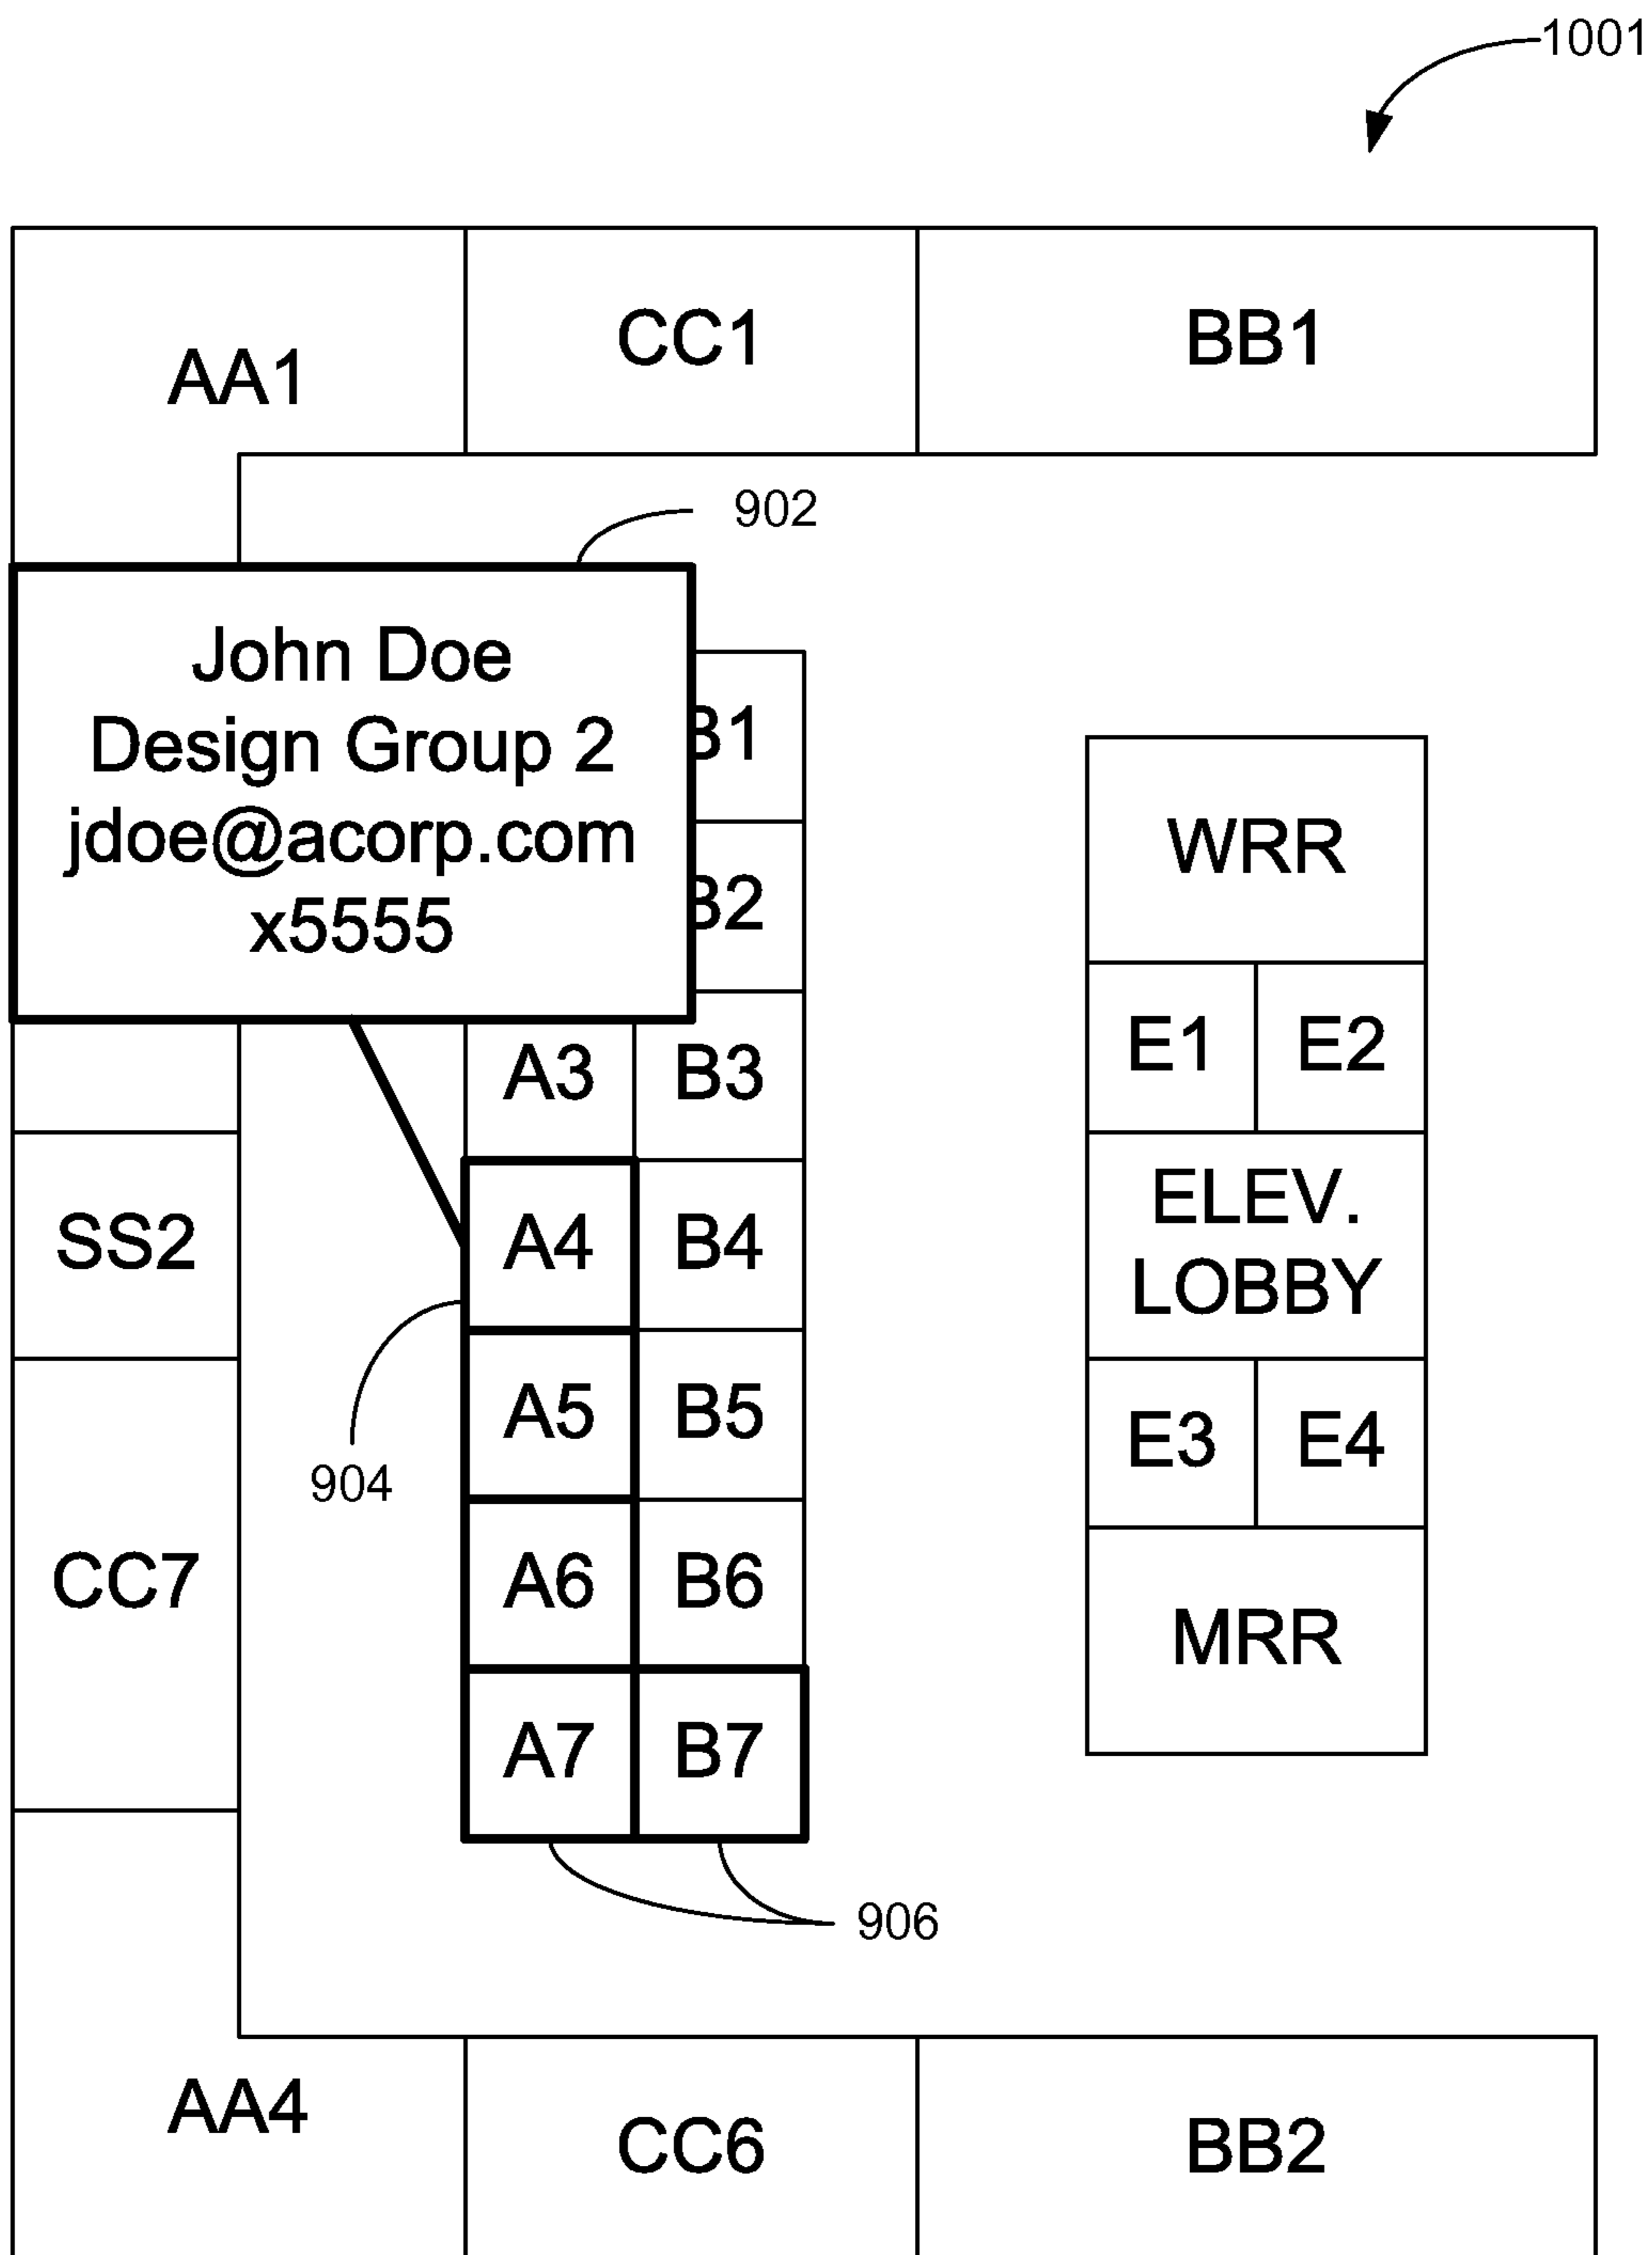 1001
AA1
CC1
BB1
902
John Doe
Design Group 2
jdoe@acorp.com
x5555
B1
B2
WRR
E1
E2
A3
B3
SS2
A4
B4
ELEV.
LOBBY
A5
B5
E3
E4
904
CC7
A6
B6
MRR
A7
B7
906
AA4
CC6
BB2